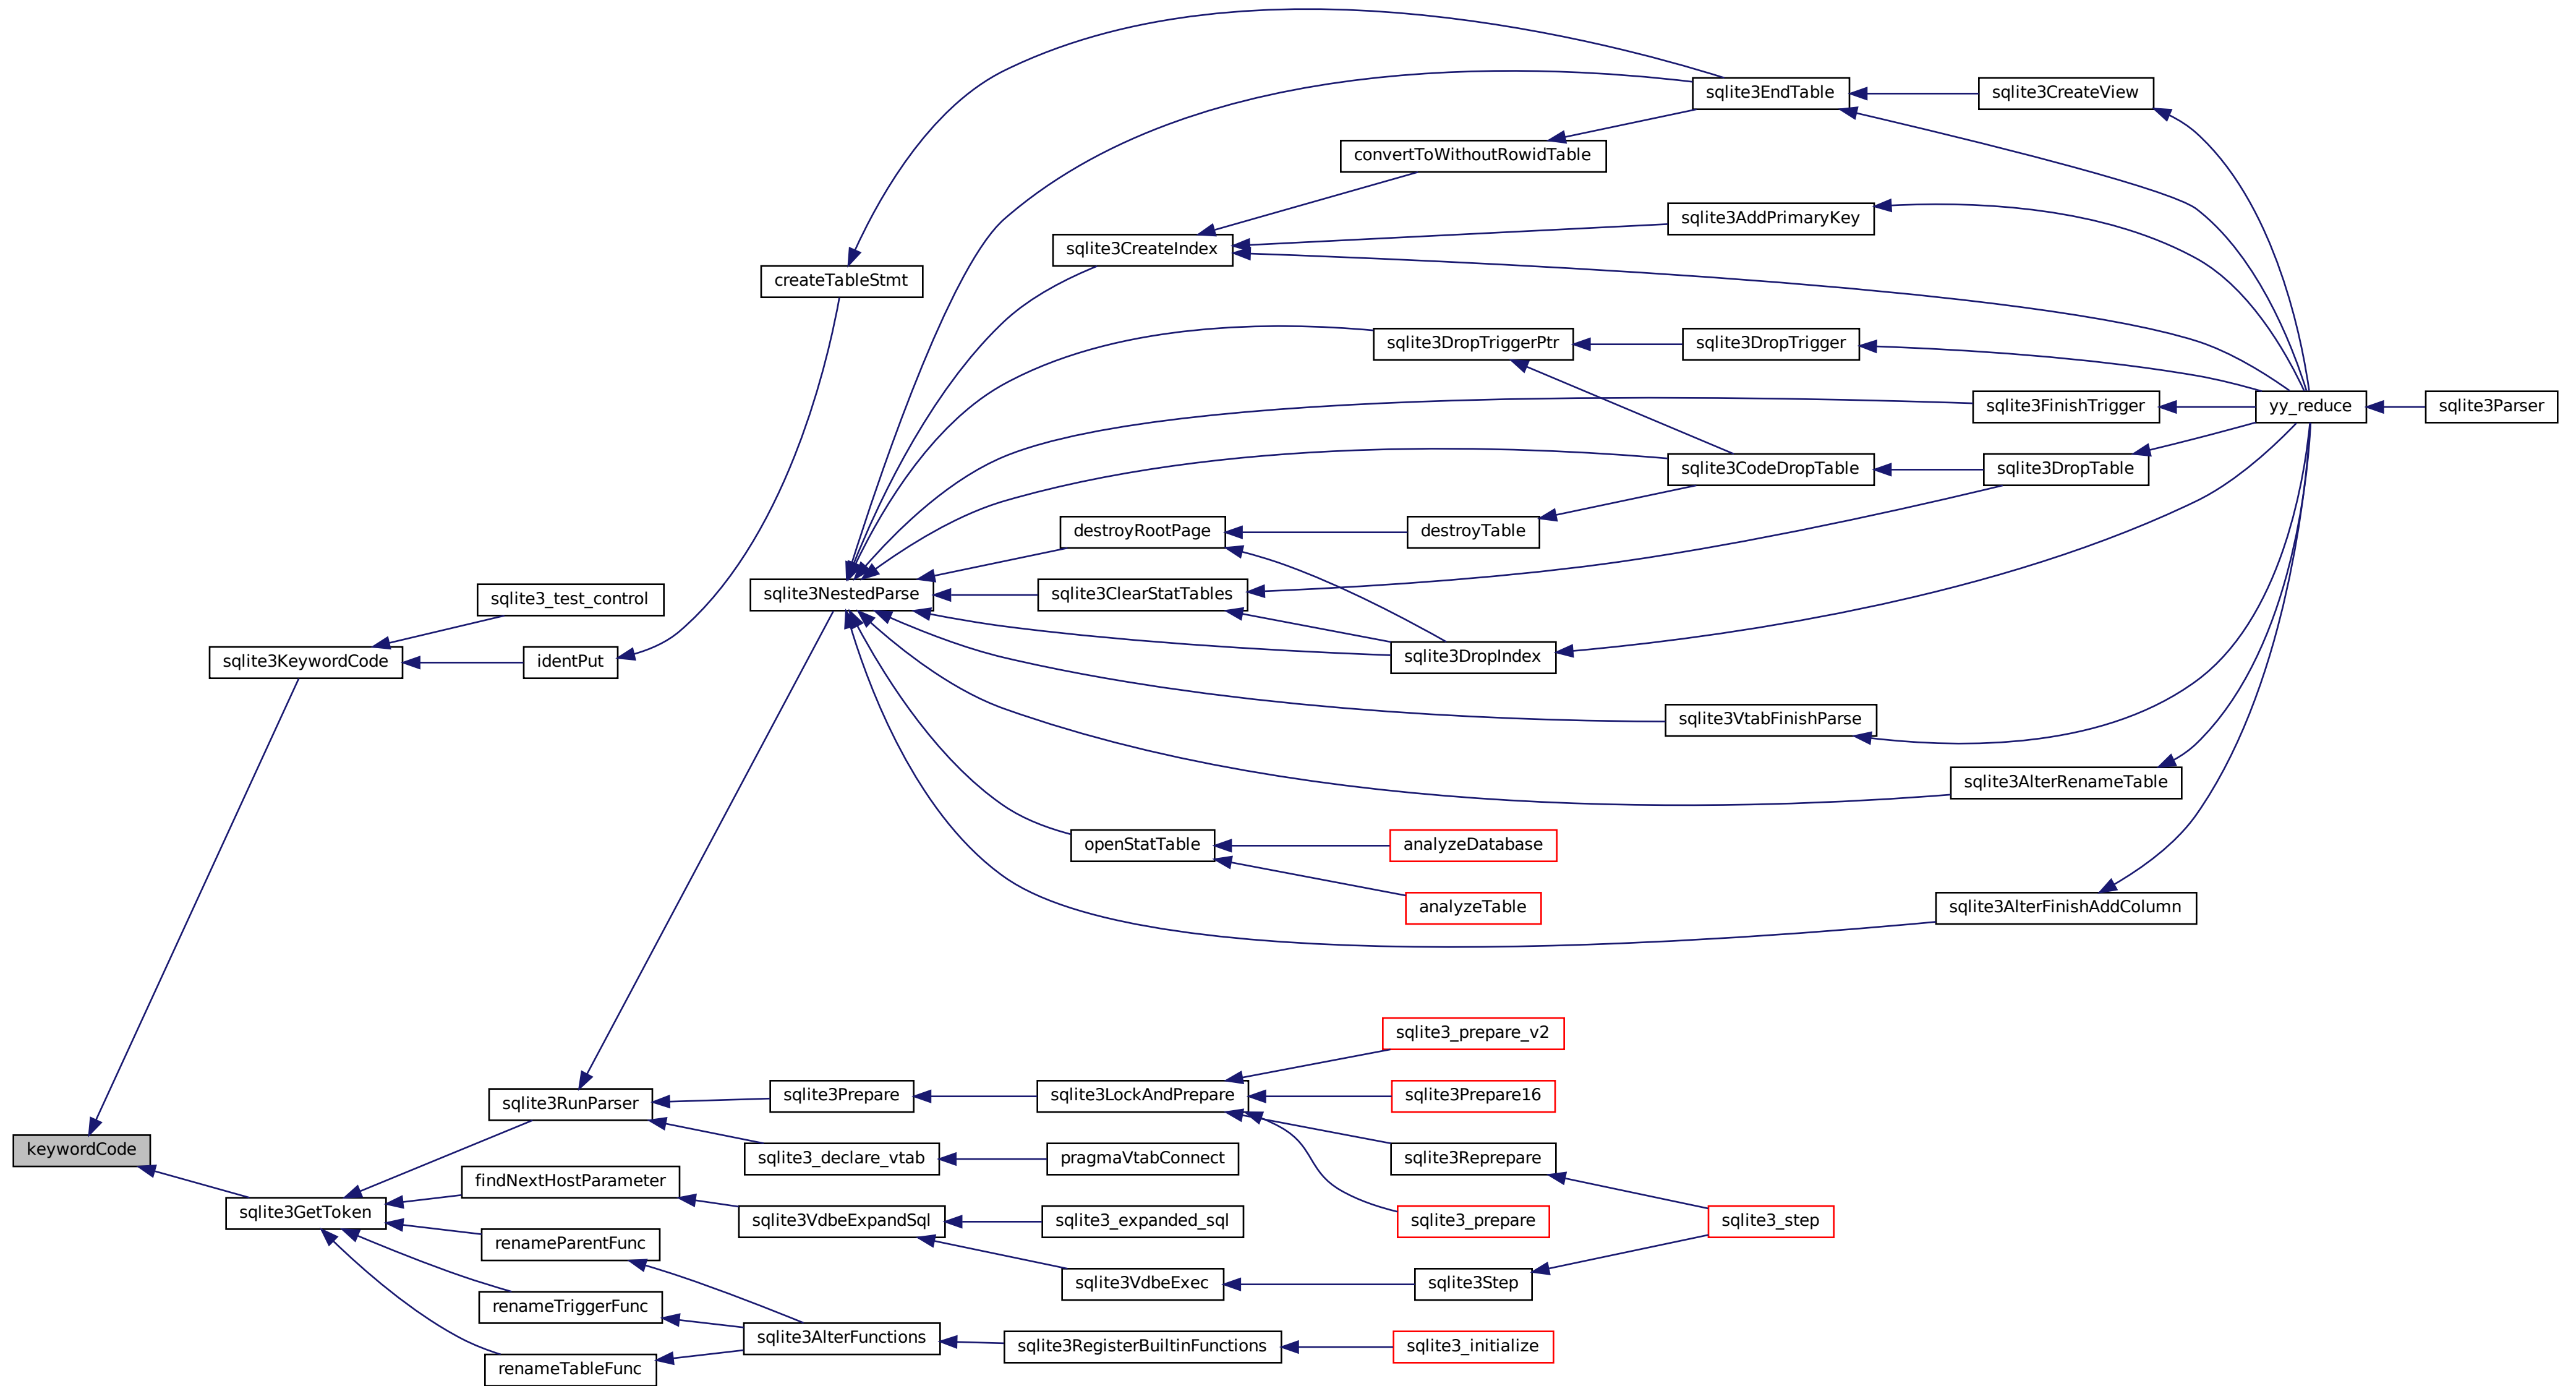 sqlite3EndTable
sqlite3CreateView
convertToWithoutRowidTable
sqlite3AddPrimaryKey
sqlite3CreateIndex
createTableStmt
sqlite3DropTriggerPtr
sqlite3DropTrigger
sqlite3FinishTrigger
yy_reduce
sqlite3Parser
sqlite3CodeDropTable
sqlite3DropTable
destroyRootPage
destroyTable
sqlite3NestedParse
sqlite3ClearStatTables
sqlite3_test_control
sqlite3KeywordCode
identPut
sqlite3DropIndex
sqlite3VtabFinishParse
sqlite3AlterRenameTable
openStatTable
analyzeDatabase
analyzeTable
sqlite3AlterFinishAddColumn
sqlite3_prepare_v2
sqlite3RunParser
sqlite3Prepare
sqlite3LockAndPrepare
sqlite3Prepare16
keywordCode
sqlite3_declare_vtab
pragmaVtabConnect
sqlite3Reprepare
findNextHostParameter
sqlite3GetToken
sqlite3VdbeExpandSql
sqlite3_expanded_sql
sqlite3_prepare
sqlite3_step
renameParentFunc
sqlite3VdbeExec
sqlite3Step
renameTriggerFunc
sqlite3AlterFunctions
sqlite3RegisterBuiltinFunctions
sqlite3_initialize
renameTableFunc